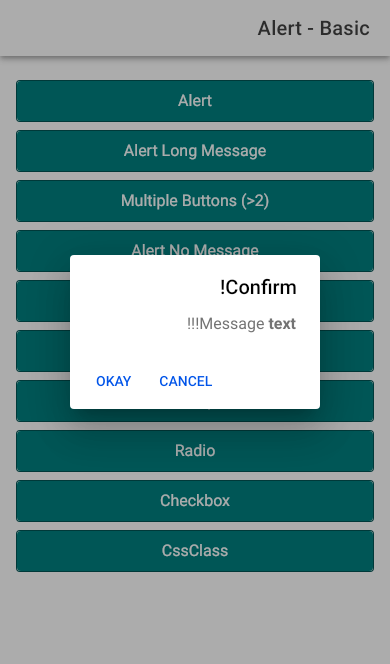 Alert - Basic
Alert
Alert Long Message
Multiple Buttons (>2)
Alert No Message
!Confirm
!!!Message text
OKAY CANCEL
Radio
Checkbox
CssClass